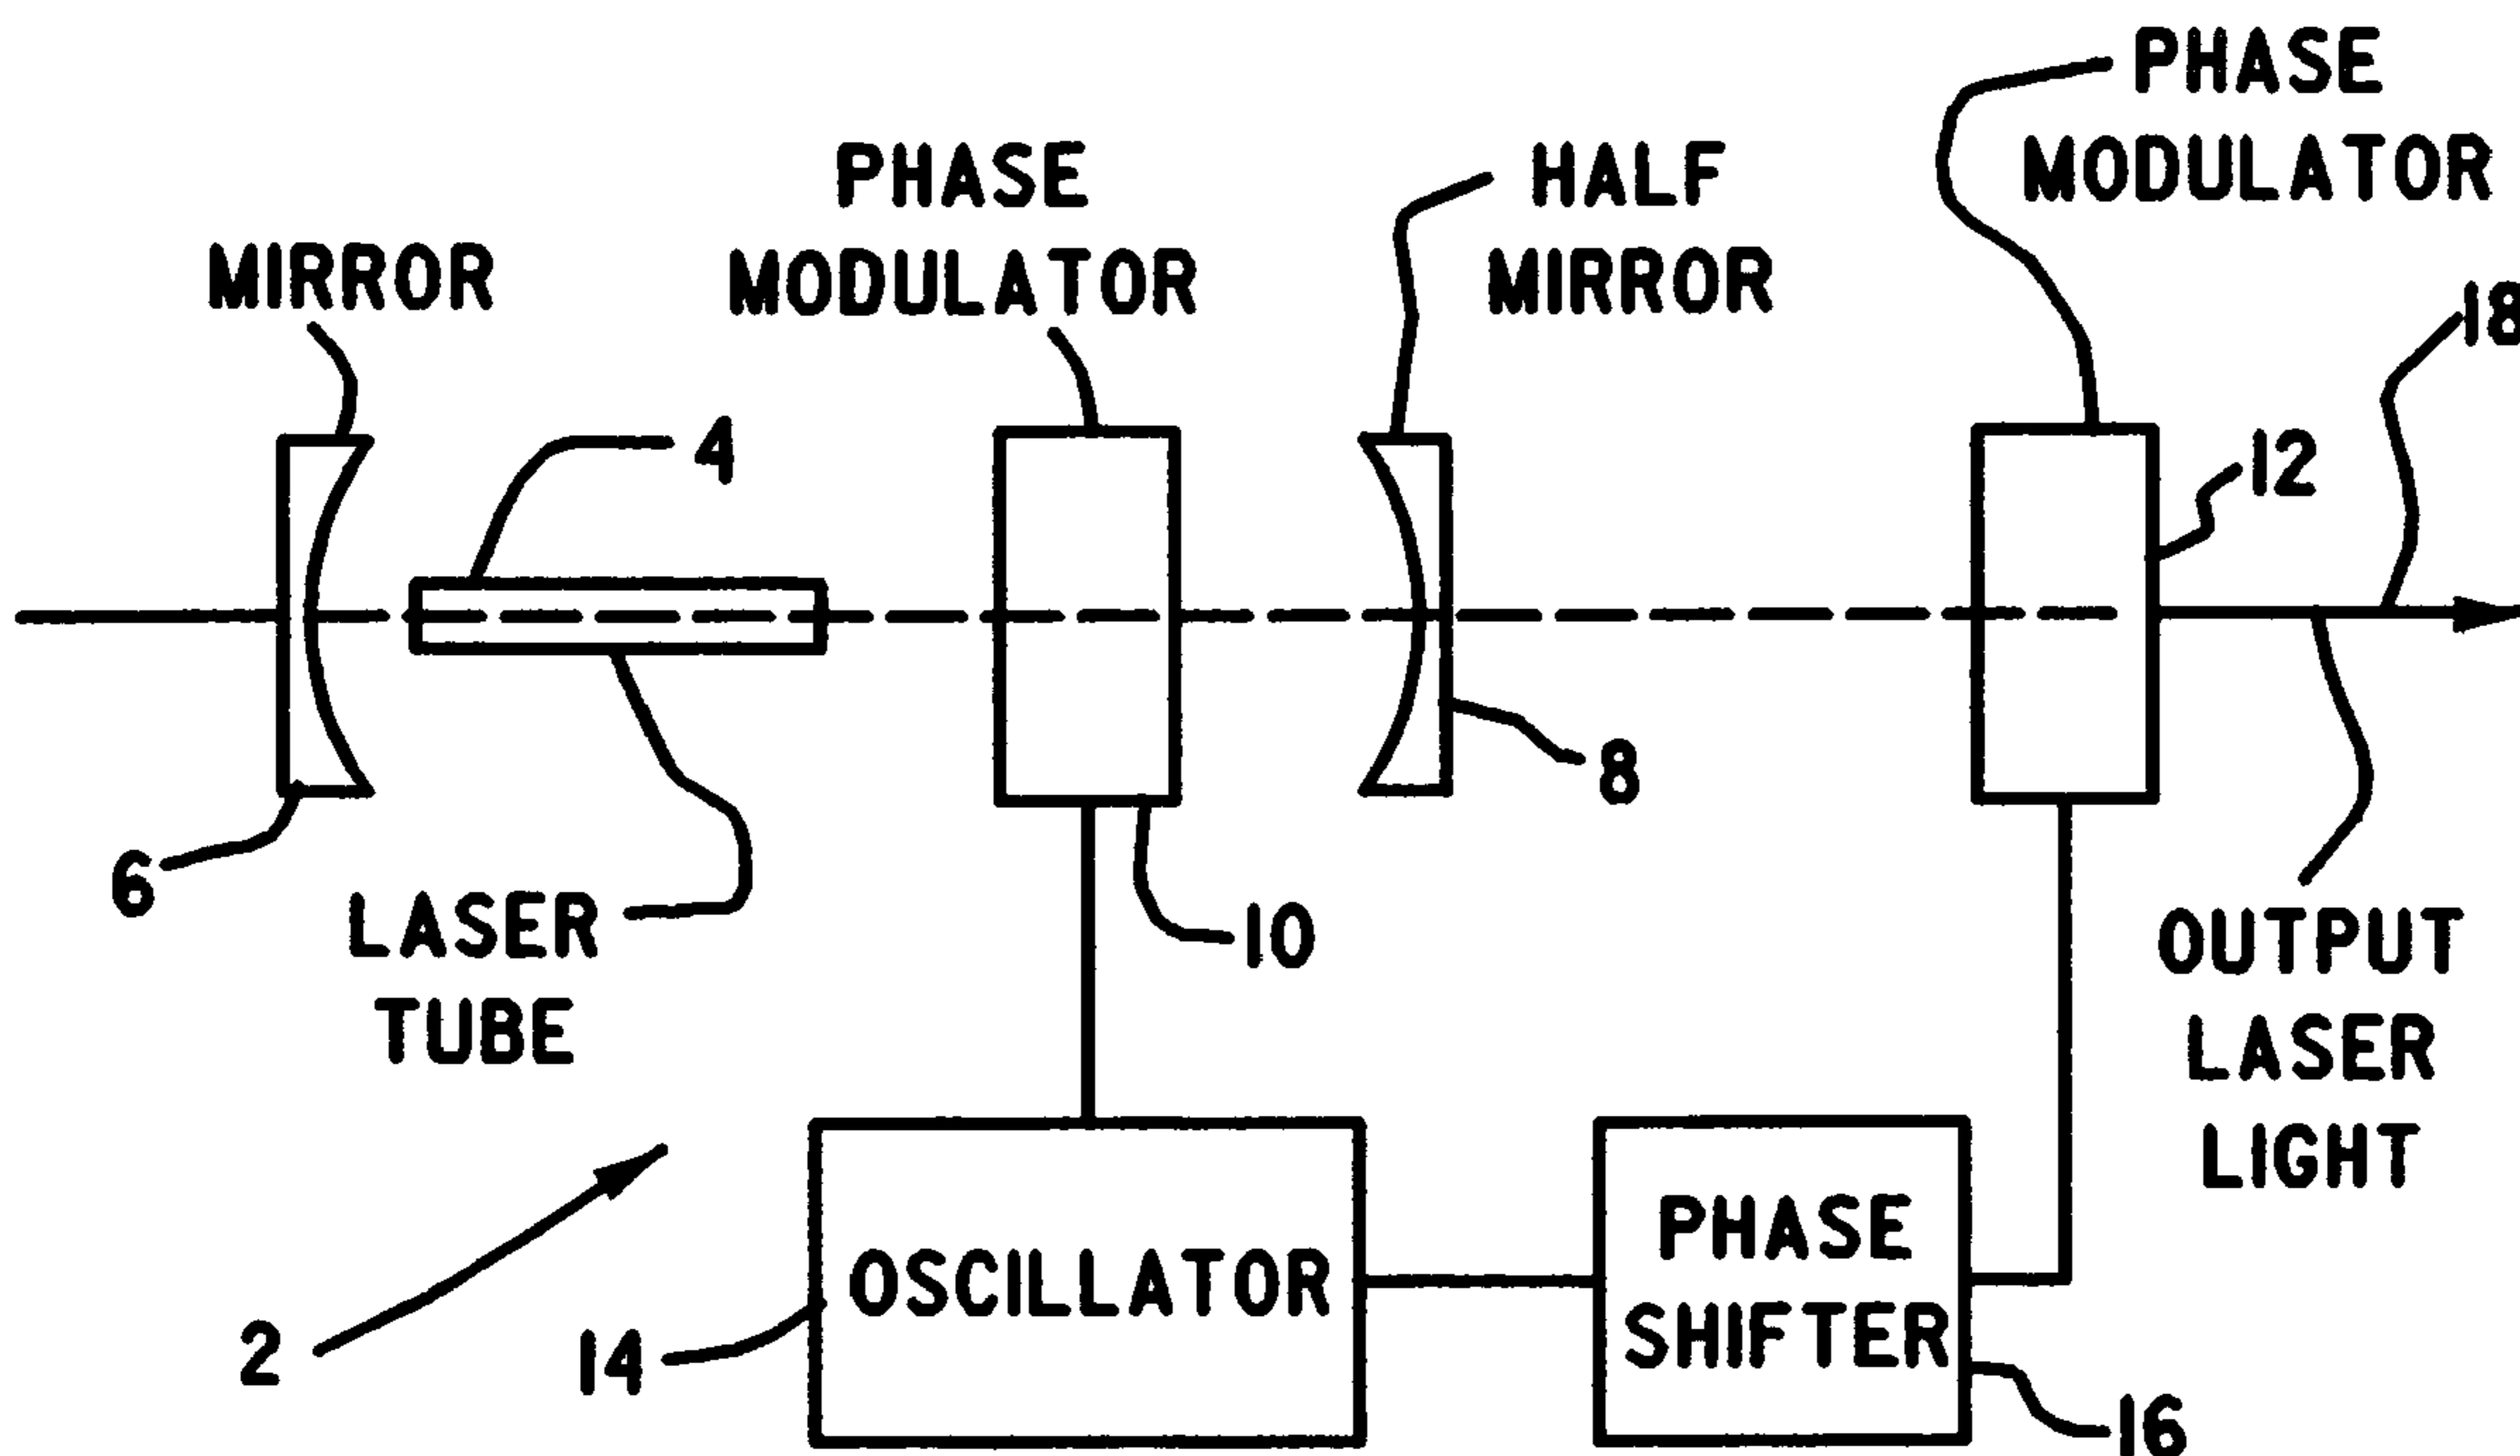 PHASE
MODULATOR
HALF
MIRROR
PHASE
MODULATOR
MIRROR
18
4
12
8
6
LASER
TUBE
10
OUTPUT
LASER
LIGHT
OSCILLATOR
PHASE
SHIFTER
2
14
16